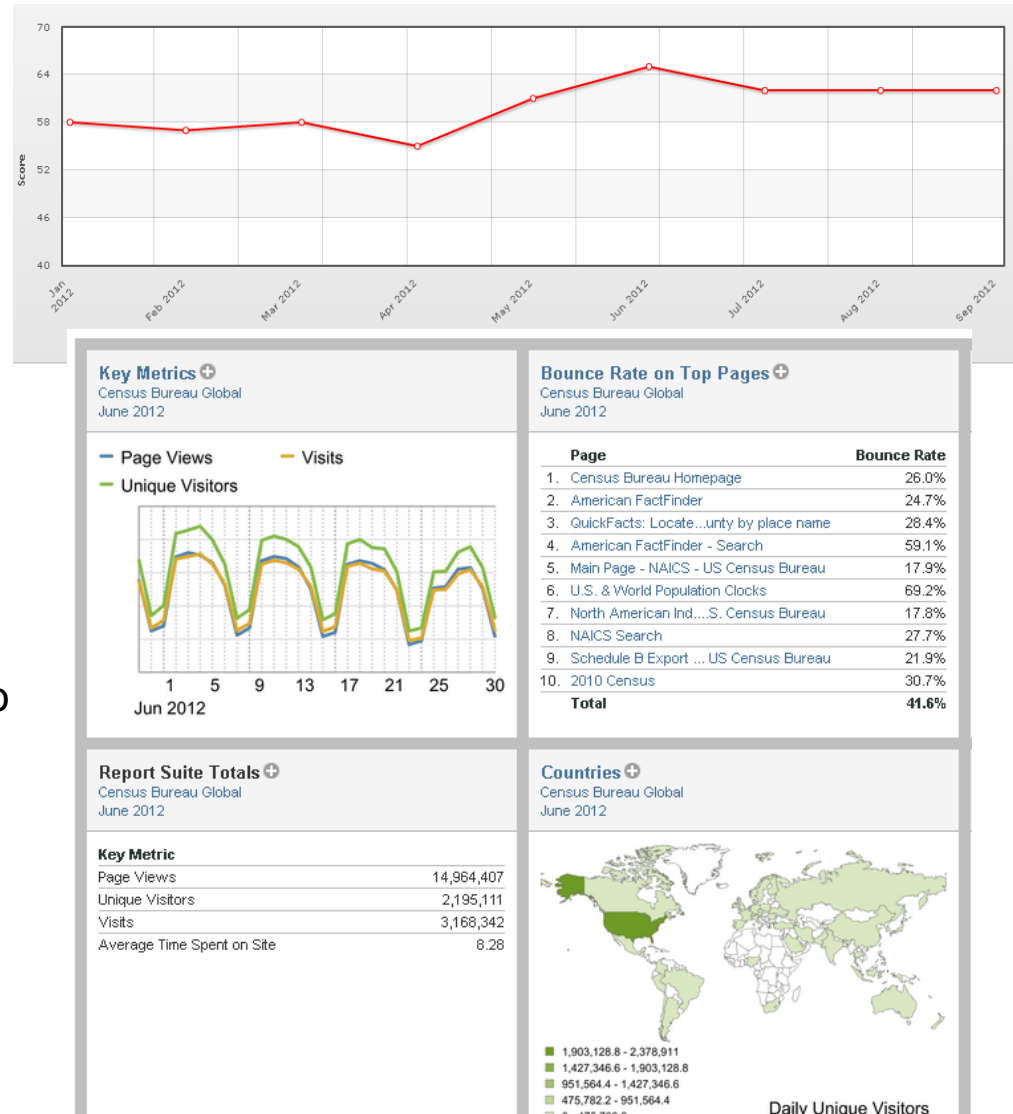 70
64
58
52
46
40
Score
Jan 2012
Feb 2012
Mar 2012
Apr 2012
May 2012
Jun 2012
Jul 2012
Aug 2012
Sep 2012
Key Metrics
Census Bureau Global
June 2012
Page Views
Visits
Unique Visitors
1 5 9 13 17 21 25 30
Jun 2012
Bounce Rate on Top Pages
Census Bureau Global
June 2012
Page Bounce Rate
1. Census Bureau Homepage 26.0%
2. American FactFinder 24.7%
3. QuickFacts: Locate...unty by place name 28.4%
4. American FactFinder - Search 59.1%
5. Main Page - NAICS - US Census Bureau 17.9%
6. U.S. & World Population Clocks 69.2%
7. North American Ind....S. Census Bureau 17.8%
8. NAICS Search 27.7%
9. Schedule B Export ... US Census Bureau 21.9%
10. 2010 Census 30.7%
Total 41.6%
Report Suite Totals
Census Bureau Global
June 2012
Key Metric
Page Views 14,964,407
Unique Visitors 2,195,111
Visits 3,168,342
Average Time Spent on Site 8.28
Countries
Census Bureau Global
June 2012
1,903,128.8 - 2,378,911
1,427,346.6 - 1,903,128.8
951,564.4 - 1,427,346.6
475,782.2 - 951,564.4
Daily Unique Visitors